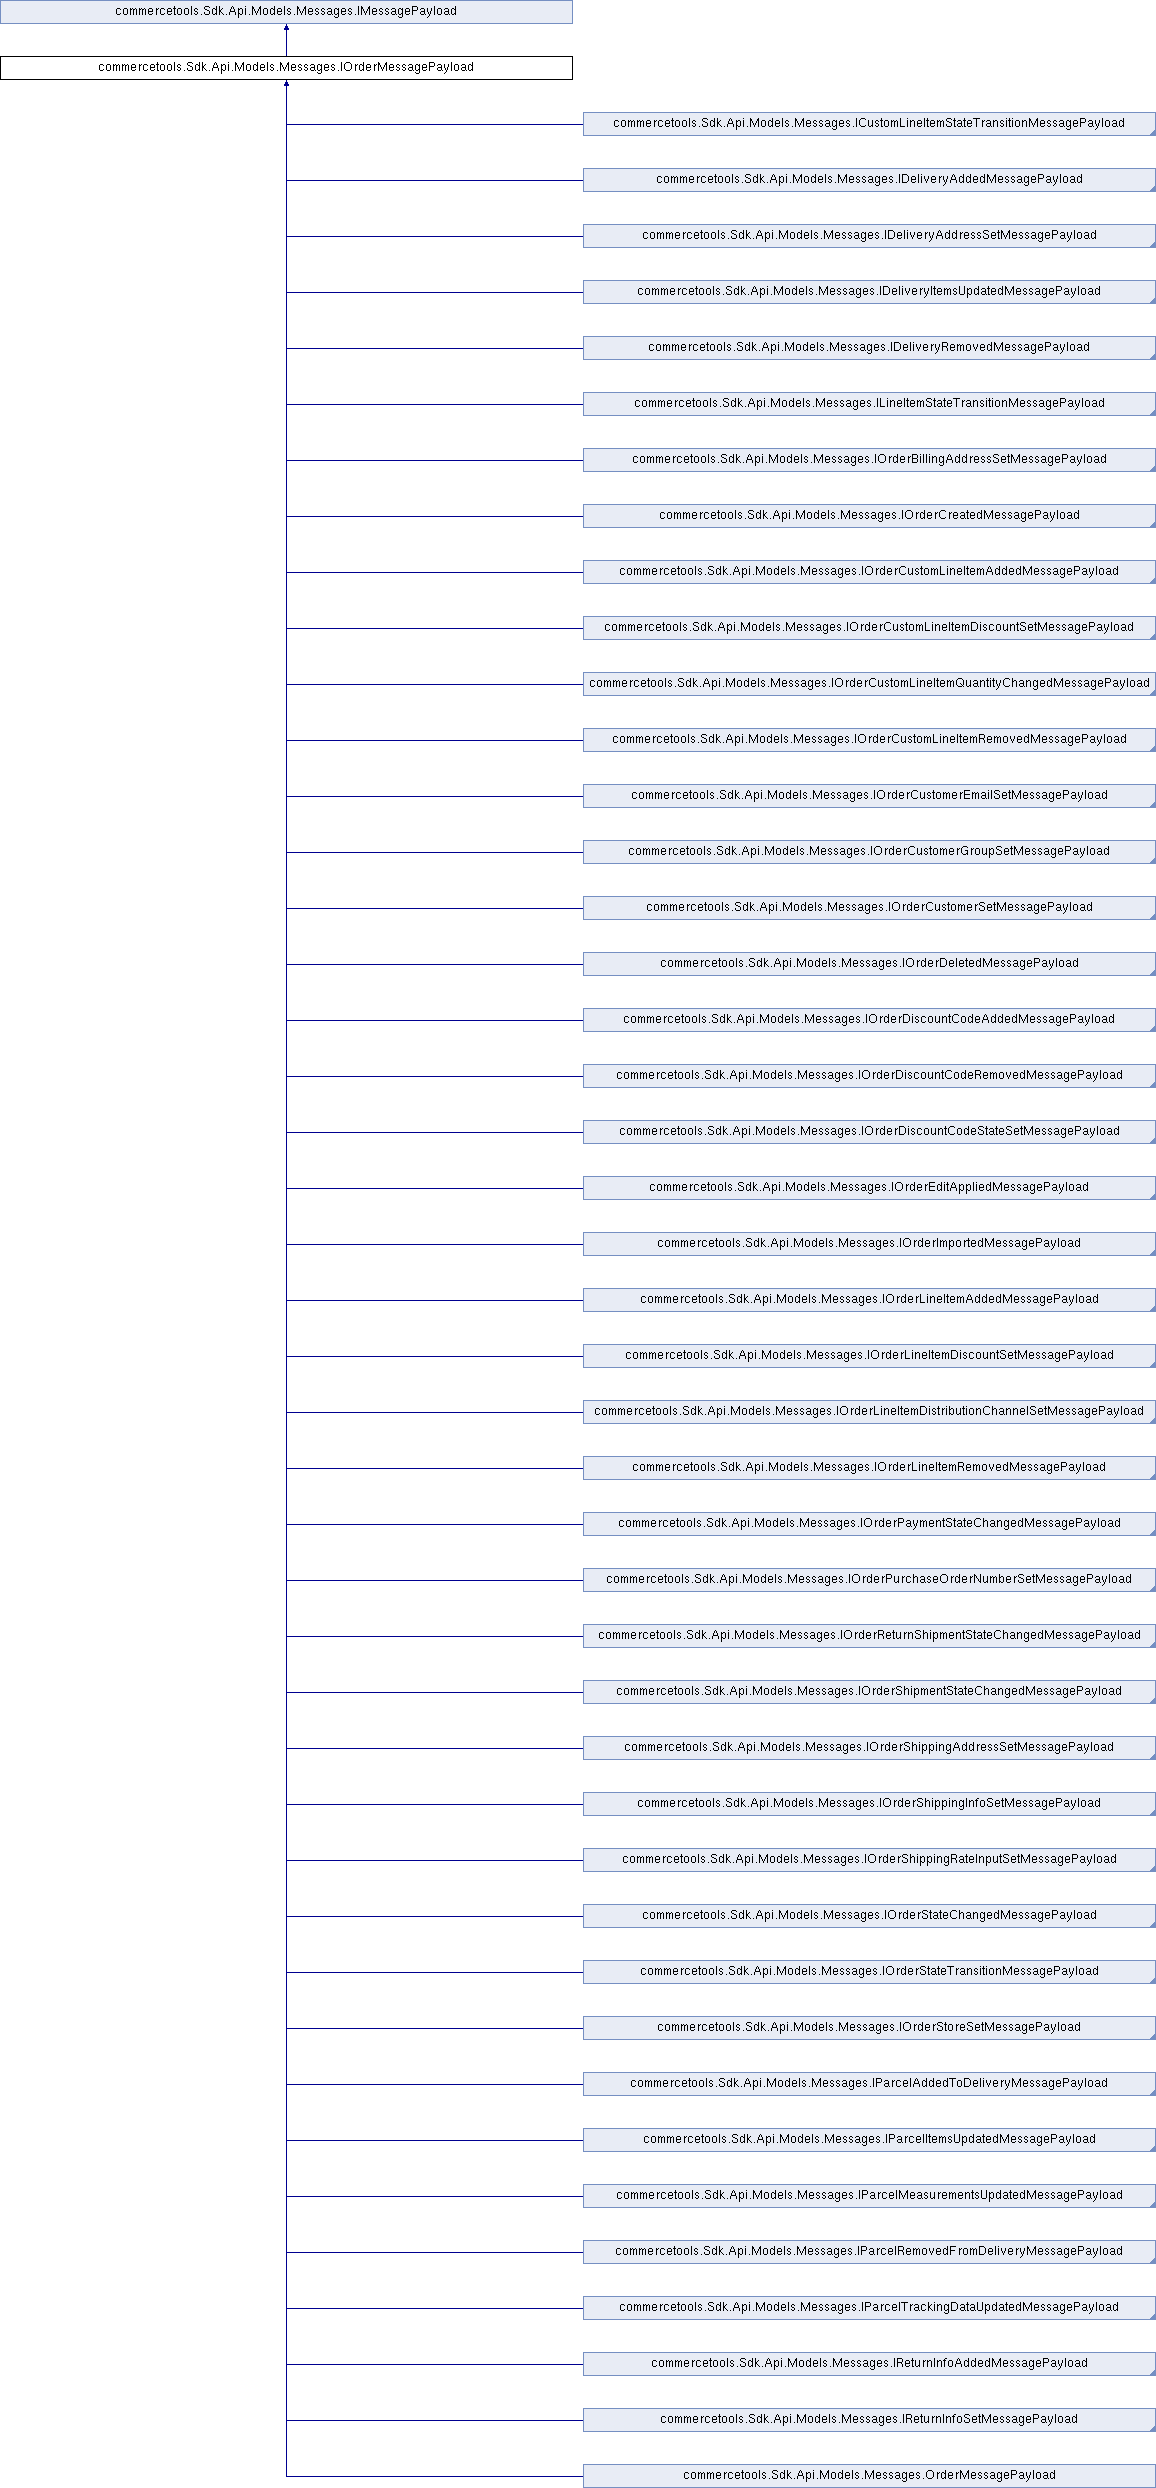 commercetools.Sdk.Api.Models.Messages.IMessagePayload
commercetools.Sdk.Api.Models.Messages.IOrderMessagePayload
commercetools.Sdk.Api.Models.Messages.ICustomLineItemStateTransitionMessagePayload
commercetools.Sdk.Api.Models.Messages.IDeliveryAddedMessagePayload
commercetools.Sdk.Api.Models.Messages.IDeliveryAddressSetMessagePayload
commercetools.Sdk.Api.Models.Messages.IDeliveryItemsUpdatedMessagePayload
commercetools.Sdk.Api.Models.Messages.IDeliveryRemovedMessagePayload
commercetools.Sdk.Api.Models.Messages.ILineItemStateTransitionMessagePayload
commercetools.Sdk.Api.Models.Messages.IOrderBillingAddressSetMessagePayload
commercetools.Sdk.Api.Models.Messages.IOrderCreatedMessagePayload
commercetools.Sdk.Api.Models.Messages.IOrderCustomLineItemAddedMessagePayload
commercetools.Sdk.Api.Models.Messages.IOrderCustomLineItemDiscountSetMessagePayload
commercetools.Sdk.Api.Models.Messages.IOrderCustomLineItemQuantityChangedMessagePayload
commercetools.Sdk.Api.Models.Messages.IOrderCustomLineItemRemovedMessagePayload
commercetools.Sdk.Api.Models.Messages.IOrderCustomerEmailSetMessagePayload
commercetools.Sdk.Api.Models.Messages.IOrderCustomerGroupSetMessagePayload
commercetools.Sdk.Api.Models.Messages.IOrderCustomerSetMessagePayload
commercetools.Sdk.Api.Models.Messages.IOrderDeletedMessagePayload
commercetools.Sdk.Api.Models.Messages.IOrderDiscountCodeAddedMessagePayload
commercetools.Sdk.Api.Models.Messages.IOrderDiscountCodeRemovedMessagePayload
commercetools.Sdk.Api.Models.Messages.IOrderDiscountCodeStateSetMessagePayload
commercetools.Sdk.Api.Models.Messages.IOrderEditAppliedMessagePayload
commercetools.Sdk.Api.Models.Messages.IOrderImportedMessagePayload
commercetools.Sdk.Api.Models.Messages.IOrderLineItemAddedMessagePayload
commercetools.Sdk.Api.Models.Messages.IOrderLineItemDiscountSetMessagePayload
commercetools.Sdk.Api.Models.Messages.IOrderLineItemDistributionChannelSetMessagePayload
commercetools.Sdk.Api.Models.Messages.IOrderLineItemRemovedMessagePayload
commercetools.Sdk.Api.Models.Messages.IOrderPaymentStateChangedMessagePayload
commercetools.Sdk.Api.Models.Messages.IOrderPurchaseOrderNumberSetMessagePayload
commercetools.Sdk.Api.Models.Messages.IOrderReturnShipmentStateChangedMessagePayload
commercetools.Sdk.Api.Models.Messages.IOrderShipmentStateChangedMessagePayload
commercetools.Sdk.Api.Models.Messages.IOrderShippingAddressSetMessagePayload
commercetools.Sdk.Api.Models.Messages.IOrderShippingInfoSetMessagePayload
commercetools.Sdk.Api.Models.Messages.IOrderShippingRateInputSetMessagePayload
commercetools.Sdk.Api.Models.Messages.IOrderStateChangedMessagePayload
commercetools.Sdk.Api.Models.Messages.IOrderStateTransitionMessagePayload
commercetools.Sdk.Api.Models.Messages.IOrderStoreSetMessagePayload
commercetools.Sdk.Api.Models.Messages.IParcelAddedToDeliveryMessagePayload
commercetools.Sdk.Api.Models.Messages.IParcelItemsUpdatedMessagePayload
commercetools.Sdk.Api.Models.Messages.IParcelMeasurementsUpdatedMessagePayload
commercetools.Sdk.Api.Models.Messages.IParcelRemovedFromDeliveryMessagePayload
commercetools.Sdk.Api.Models.Messages.IParcelTrackingDataUpdatedMessagePayload
commercetools.Sdk.Api.Models.Messages.IReturnInfoAddedMessagePayload
commercetools.Sdk.Api.Models.Messages.IReturnInfoSetMessagePayload
commercetools.Sdk.Api.Models.Messages.OrderMessagePayload